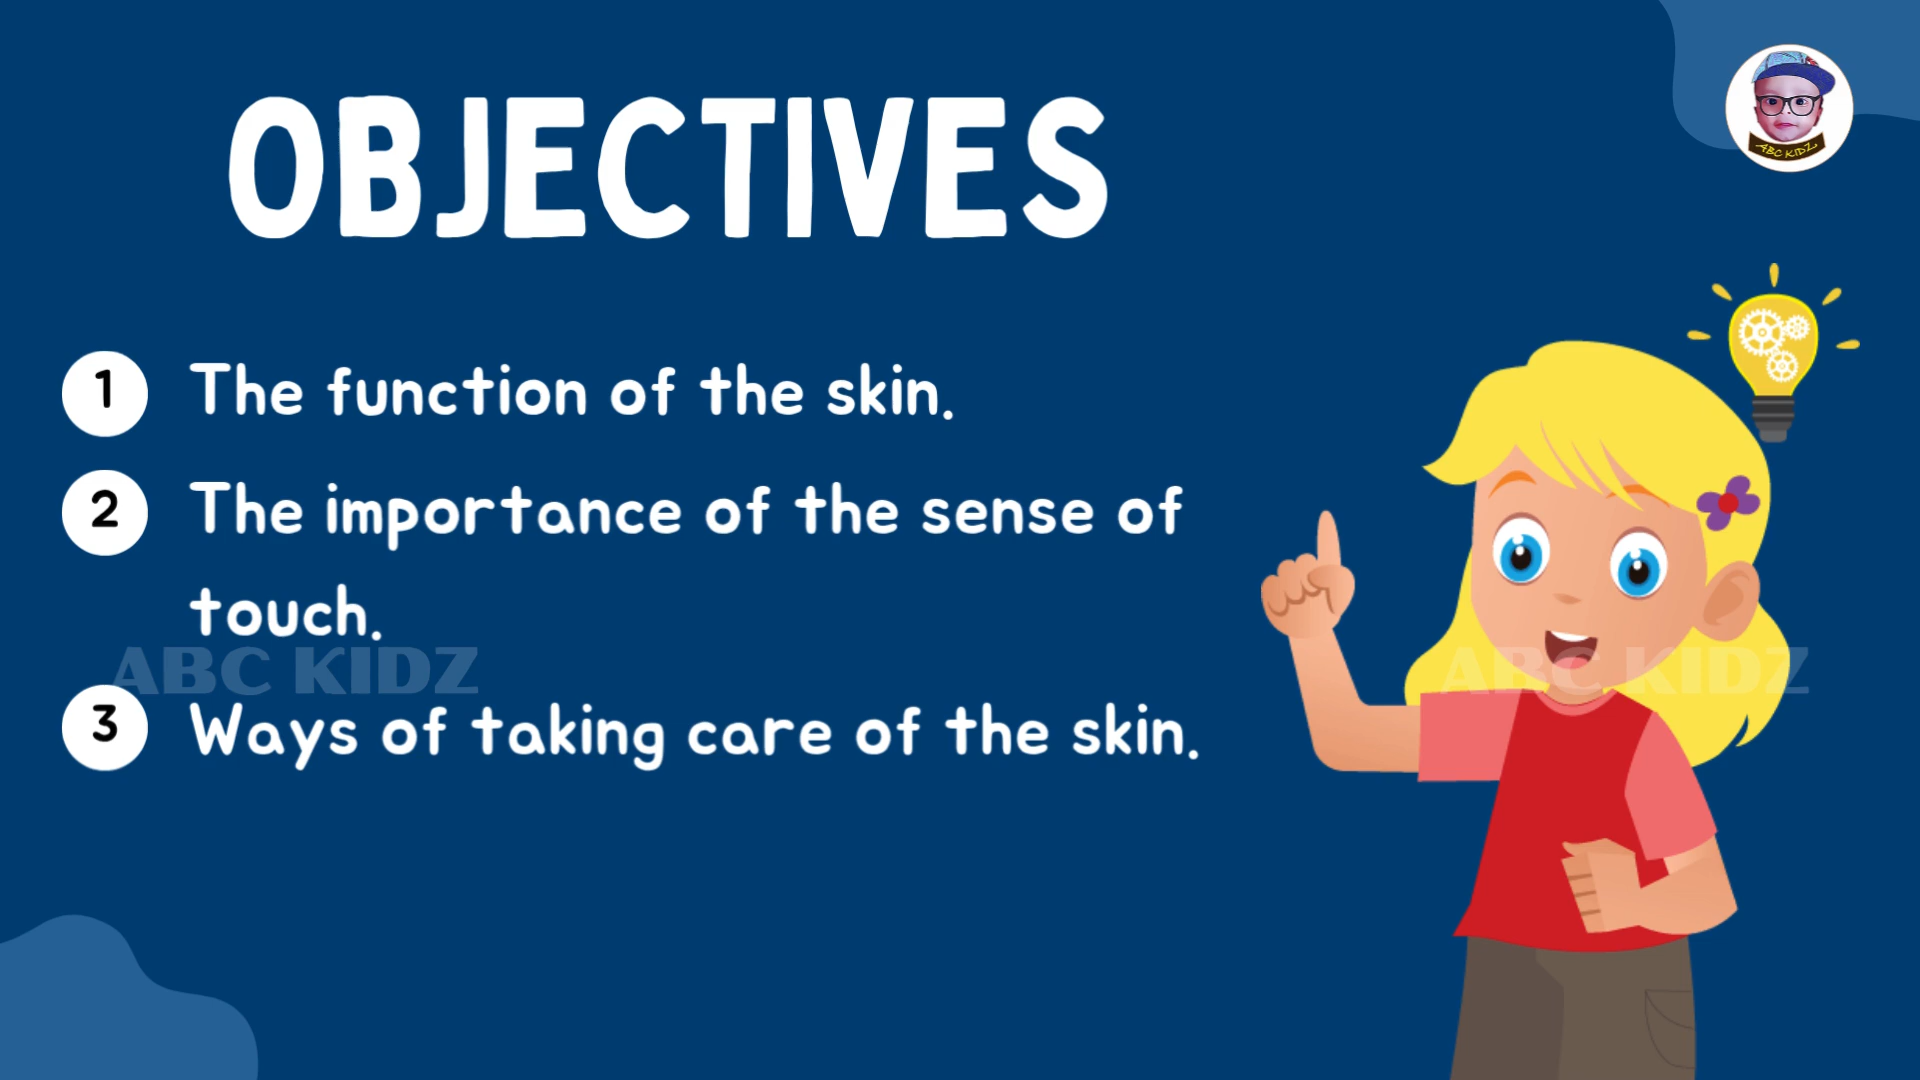 OBJECTIVES
ABC KIDZ
1 The function of the skin.
2 The importance of the sense of
touch.
ABC KIDZ
ABC KIDZ
3 Ways of taking care of the skin.